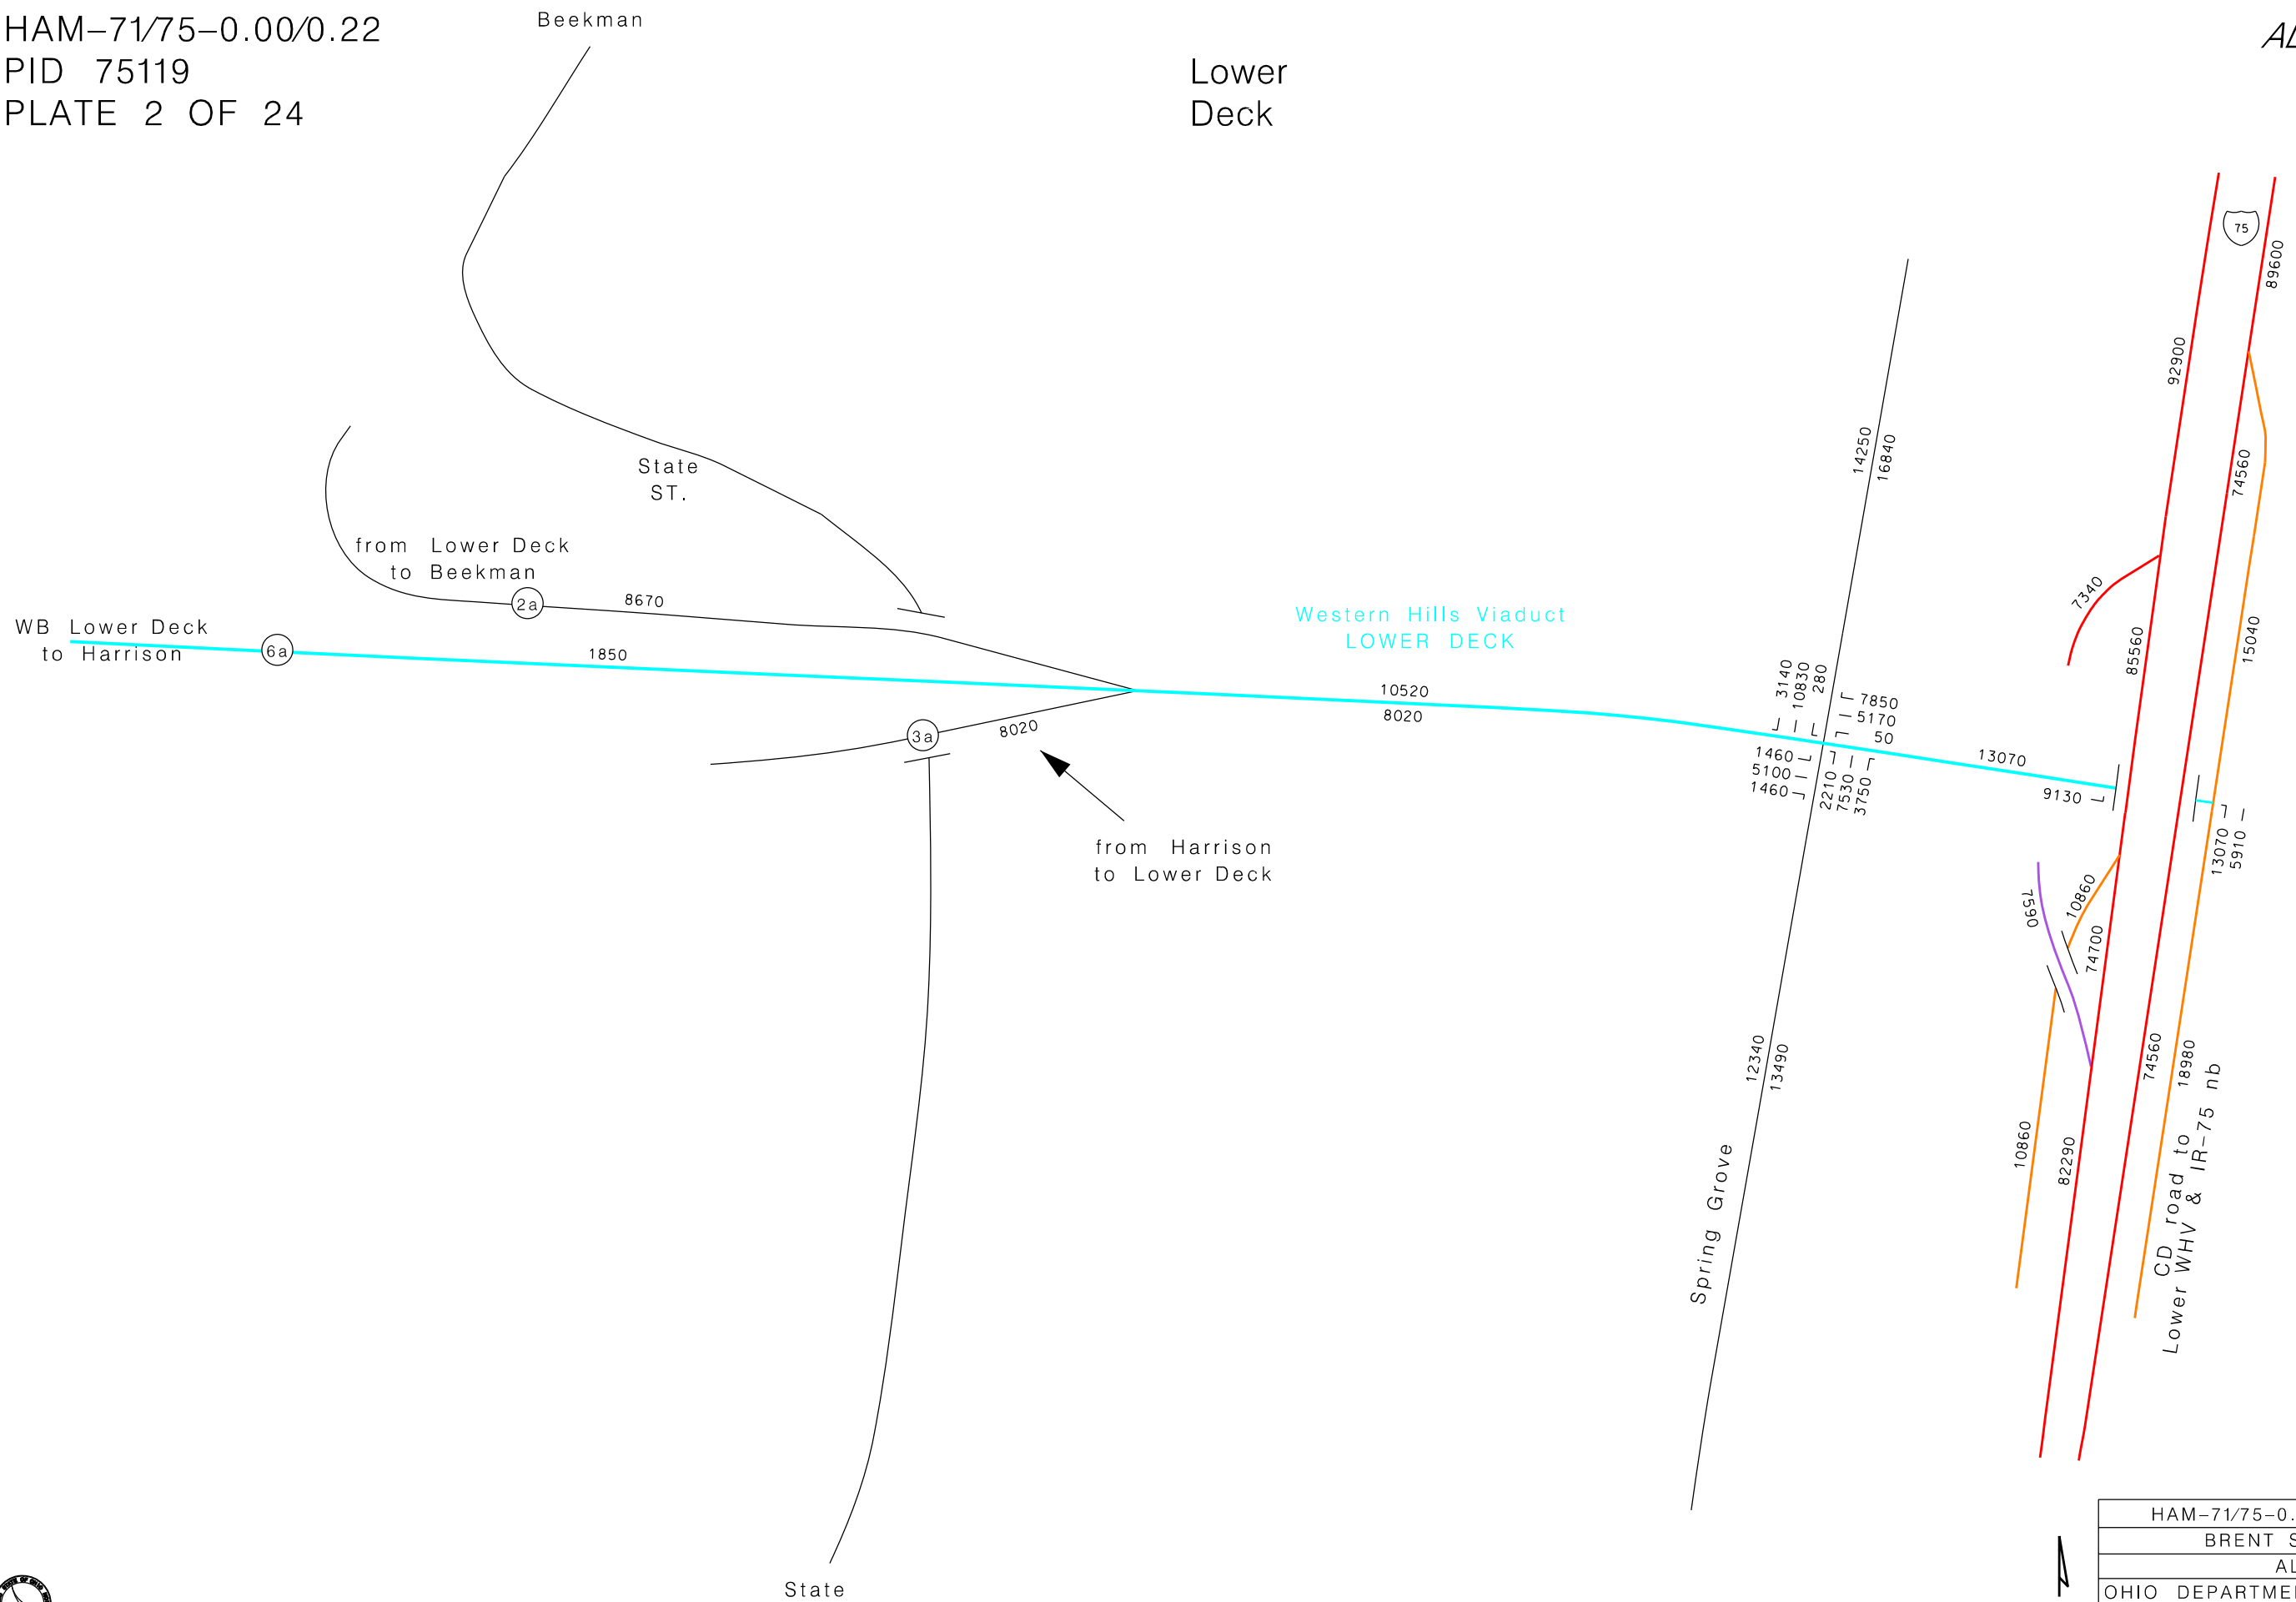 HAM-71/75-0.00/0.22
PID 75119
PLATE 2 OF 24
Beekman
Lower
Deck
75
89600
92900
14250
16840
74560
State
ST.
from Lower Deck
to Beekman
2a
8670
7340
WB Lower Deck
to Harrison
6a
1850
Western Hills Viaduct
LOWER DECK
85560
15040
10520
8020
3140
10830
280
7850
5170
50
3a
8020
1460
5100
1460
2210
7530
3750
13070
9130
13070
5910
from Harrison
to Lower Deck
7590
10860
74700
12340
13490
74560
18980
10860
82290
CD road to
Lower WHV & IR-75 nb
Spring Grove
State
HAM-71/75-0.
BRENT S
OHIO DEPARTME